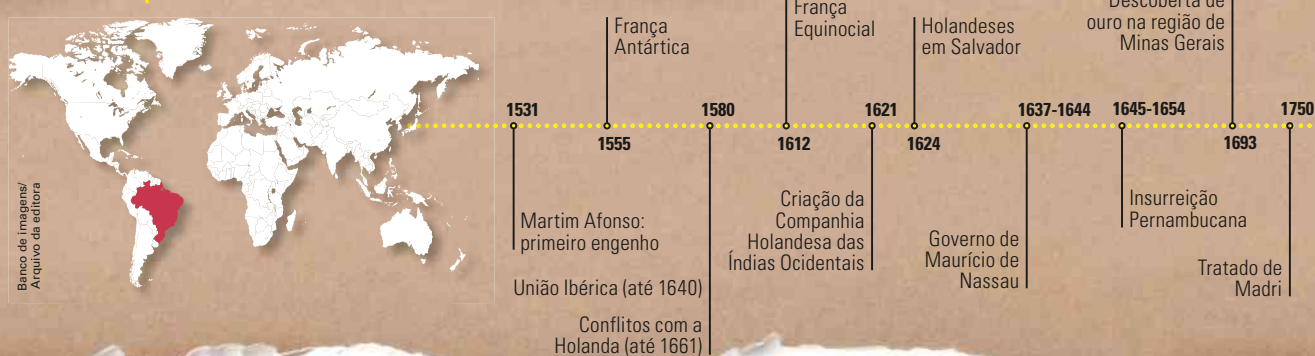 França
Antártica
França
Equinocial
Holandeses
em Salvador
Descoberta de
ouro na região de
Minas Gerais
1531
1580
1621
1637-1644
1645-1654
1750
1555
1612
1624
1693
Martim Afonso:
primeiro engenho
União Ibérica (até 1640)
Conflitos com a
Holanda (até 1661)
Criação da
Companhia
Holandesa das
Índias Ocidentais
Governo de
Maurício de
Nassau
Insurreição
Pernambucana
Tratado de
Madri
Banco de imagens/
Arquivo da editora